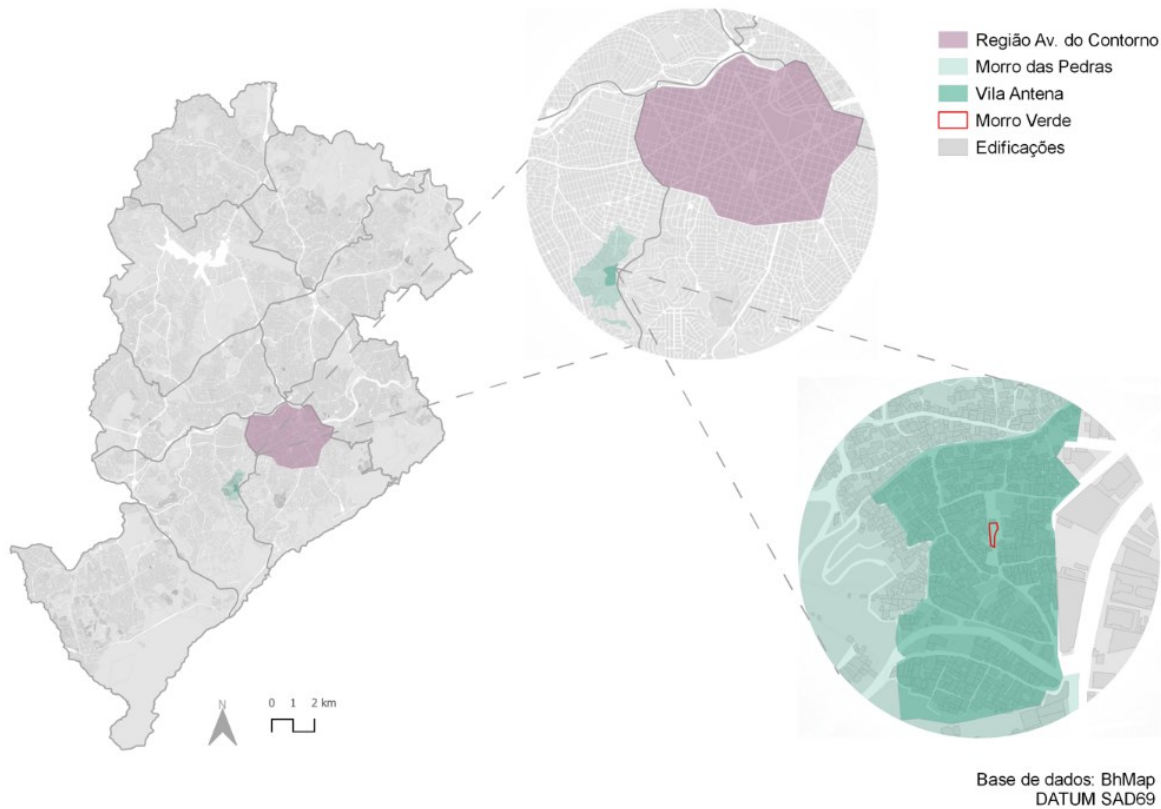 Região Av. do Contorno
Morro das Pedras
Vila Antena
Morro Verde
Edificações
N
0 1 2 km
Base de dados: BhMap
DATUM SAD69